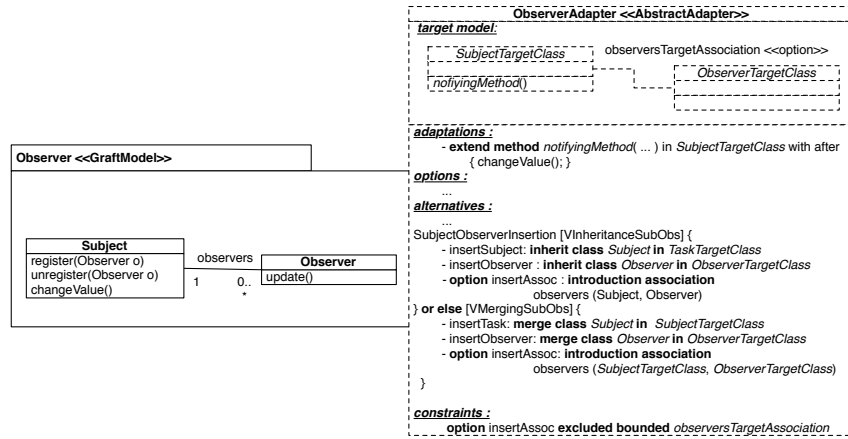 ObserverAdapter <<AbstractAdapter>>
target model:
SubjectTargetClass
nofiyingMethod()
observersTargetAssociation <<option>>
ObserverTargetClass
adaptations :
- extend method notifyingMethod( ... ) in SubjectTargetClass with after
{ changeValue(); }
options :
...
alternatives :
...
SubjectObserverInsertion [VInheritanceSubObs] {
- insertSubject: inherit class Subject in TaskTargetClass
- insertObserver : inherit class Observer in ObserverTargetClass
- option insertAssoc : introduction association
observers (Subject, Observer)
} or else [VMergingSubObs] {
- insertTask: merge class Subject in SubjectTargetClass
- insertObserver: merge class Observer in ObserverTargetClass
- option insertAssoc: introduction association
observers (SubjectTargetClass, ObserverTargetClass)
}
constraints :
option insertAssoc excluded bounded observersTargetAssociation
Observer <<GraftModel>>
Subject
register(Observer o)
unregister(Observer o)
changeValue()
observers
1
0..
*
Observer
update()